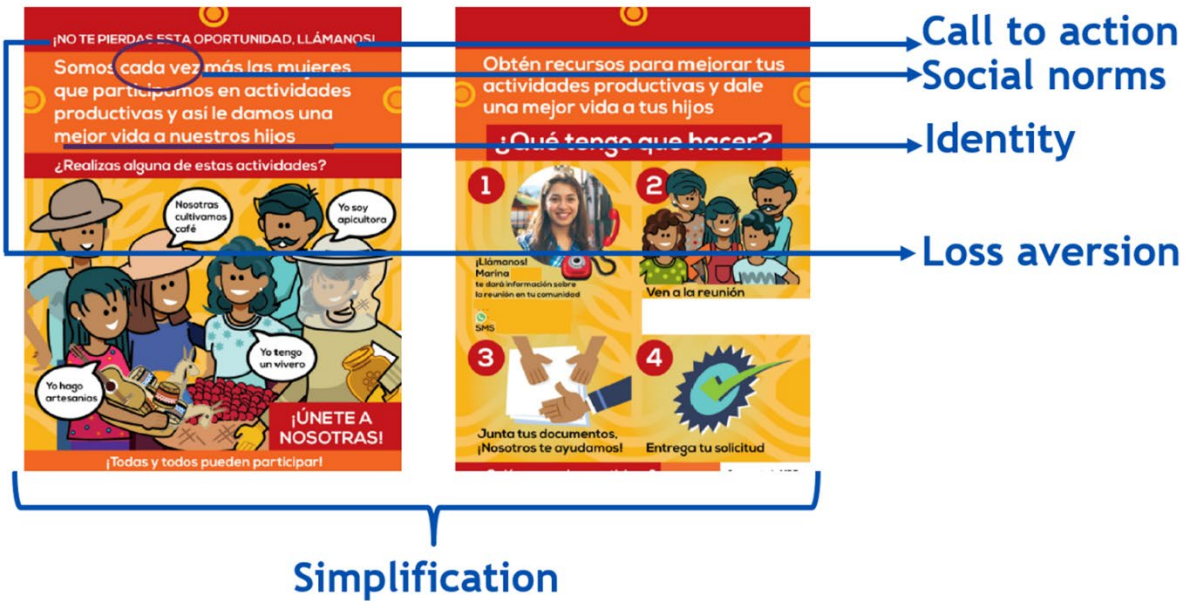 ¡NO TE PIERDAS ESTA OPORTUNIDAD, LLÁMANOS!
Somos cada vez más las mujeres
que participamos en actividades
productivas y así le damos una
mejor vida a nuestros hijos
¿Realizas alguna de estas actividades?
Nosotras
cultivamos
café
Yo soy
apicultora
Yo tengo
un vivero
Yo hago
artesanías
¡ÚNETE A
NOSOTRAS!
¡Todas y todos pueden participar!
Obtén recursos para mejorar tus
actividades productivas y dale
una mejor vida a tus hijos
¿Qué tengo que hacer?
1
¡Llámanos!
Marina
te dará información sobre
la reunión en tu comunidad
SMS
2
Ven a la reunión
3
Junta tus documentos,
¡Nosotros te ayudamos!
4
Entrega tu solicitud
Call to action
Social norms
Identity
Loss aversion
Simplification